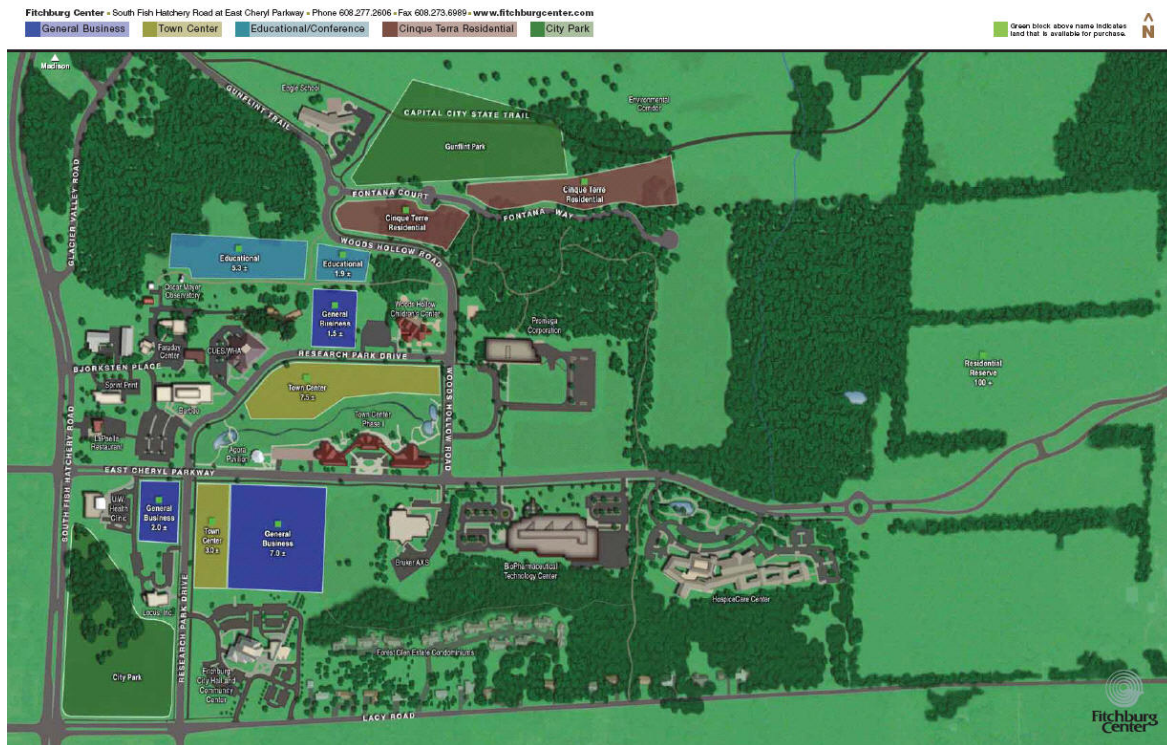 Fitchburg Center • South Fish Hatchery Road at East Cheryl Parkway • Phone 608.277.2606 • Fax 608.273.6989 • www.fitchburgcenter.com
General Business
Town Center
Educational/Conference
Cinque Terra Residential
City Park
Green block above name indicates
land that is available for purchase.
N
Madison
GUNFLINT TRAIL
Eagle School
CAPITAL CITY STATE TRAIL
Environmental
Corridor
Gunflint Park
GLACIER VALLEY ROAD
FONTANA COURT
Cinque Terre
Residential
FONTANA WAY
Cinque Terre
Residential
WOODS HOLLOW ROAD
Educational
5.3 ±
Educational
1.9 ±
Oscar Mayer
Observatory
General
Business
1.5 ±
Woods Hollow
Children's Center
Promega
Corporation
Faraday
Center
CUES/WHA
RESEARCH PARK DRIVE
BJORKSTEN PLACE
Sprint Print
Town Center
7.5 ±
WOODS HOLLOW ROAD
Residential
Reserve
100 +
SOUTH FISH HATCHERY ROAD
LaPaella
Restaurant
Town Center
Phase I
Agora
Pavilion
EAST CHERYL PARKWAY
U.W.
Health
Clinic
General
Business
2.0 ±
Town
Center
3.0 ±
General
Business
7.0 ±
Bruker AXS
BioPharmaceutical
Technology Center
HospiceCare Center
Locus, Inc.
RESEARCH PARK DRIVE
City Park
Fitchburg
City Hall and
Community
Center
Forest Glen Estate Condominiums
LACY ROAD
Fitchburg
Center